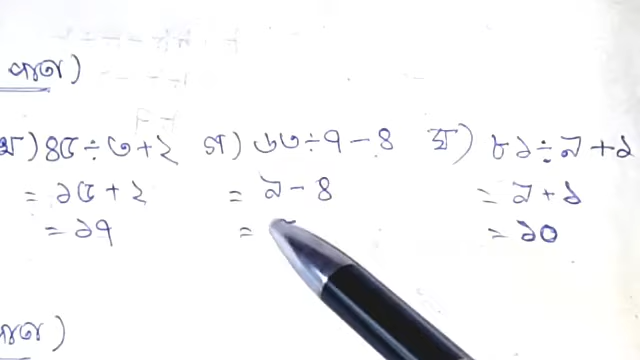 খ) ৪৫÷৩+২ গ) ৬৩÷৭-৪ ঘ) ৮১÷৯+১
= ১৫+২ = ৯-৪ = ৯+১
= ১৭ = = ১০